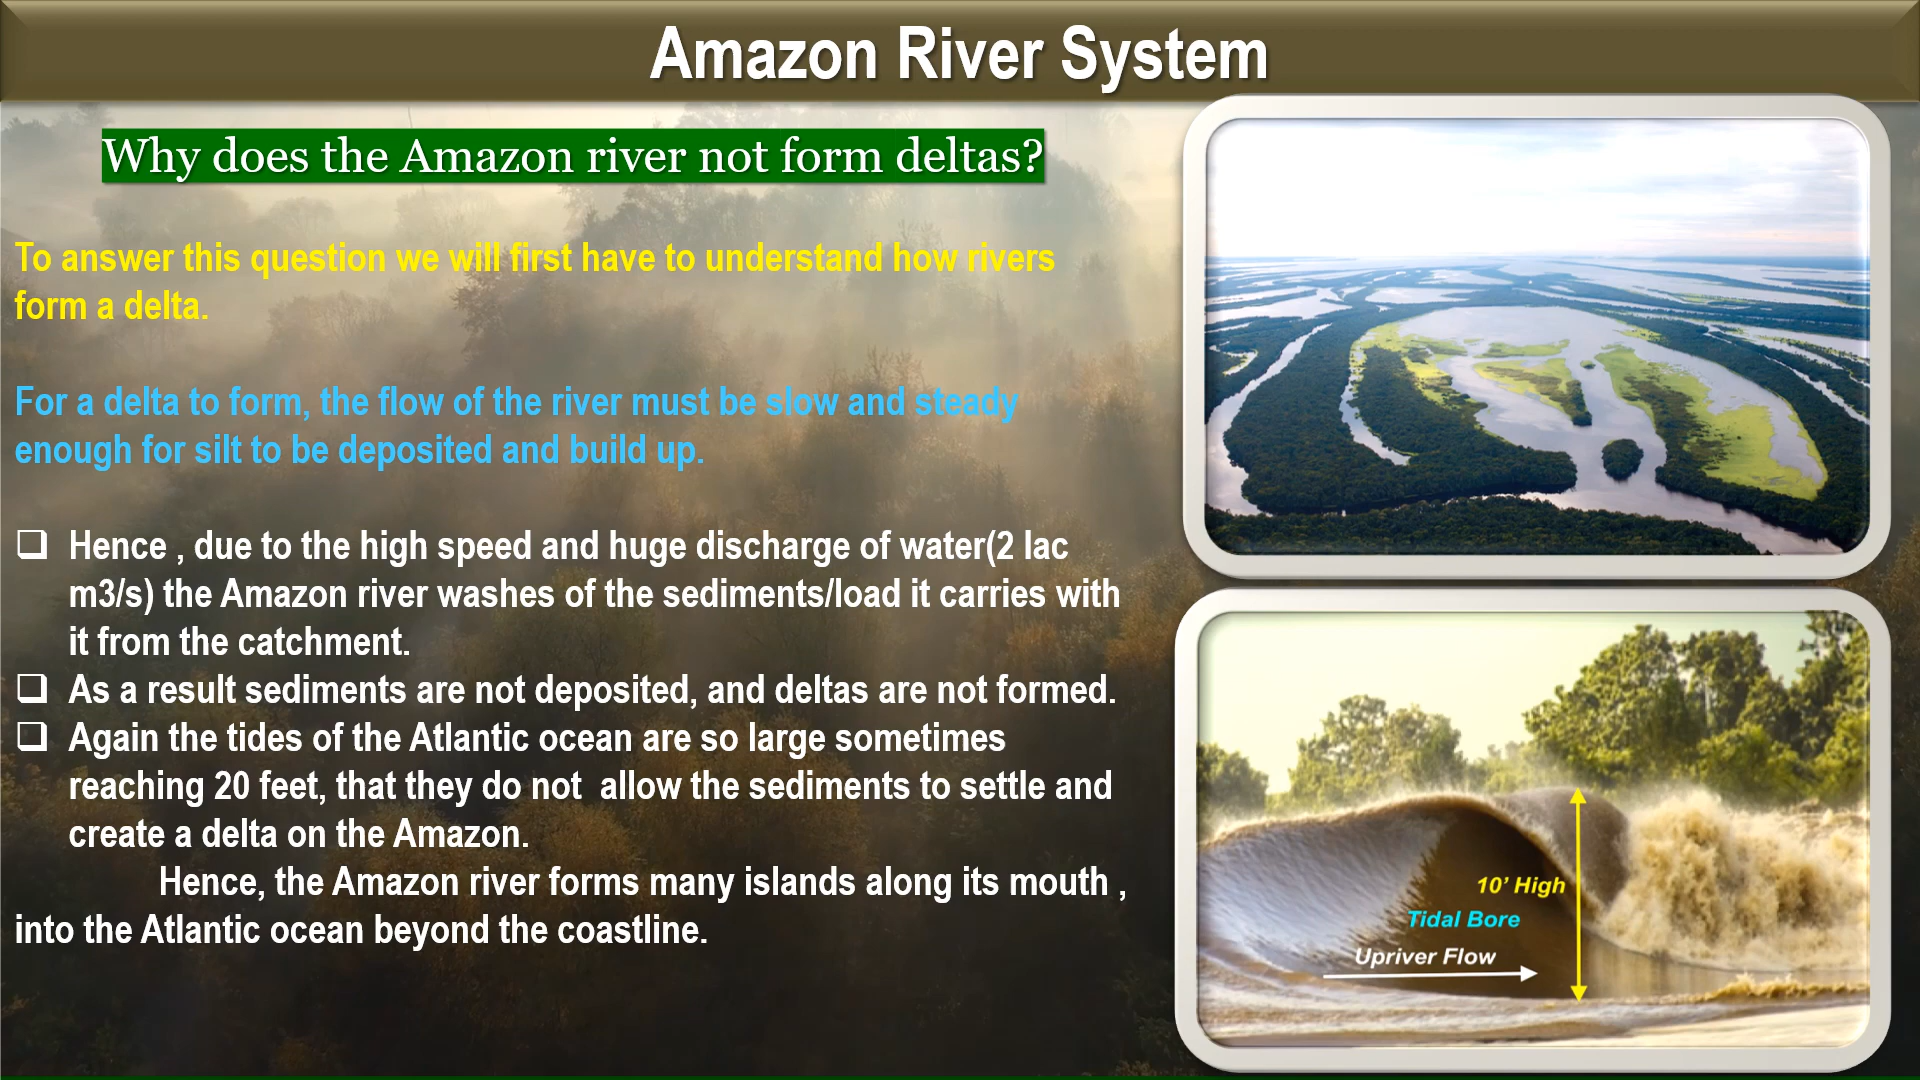 Amazon River System
Why does the Amazon river not form deltas?
To answer this question we will first have to understand how rivers
form a delta.
For a delta to form, the flow of the river must be slow and steady
enough for silt to be deposited and build up.
❑ Hence , due to the high speed and huge discharge of water(2 lac
m3/s) the Amazon river washes of the sediments/load it carries with
it from the catchment.
❑ As a result sediments are not deposited, and deltas are not formed.
❑ Again the tides of the Atlantic ocean are so large sometimes
reaching 20 feet, that they do not  allow the sediments to settle and
create a delta on the Amazon.
Hence, the Amazon river forms many islands along its mouth ,
into the Atlantic ocean beyond the coastline.
10’ High
Tidal Bore
Upriver Flow